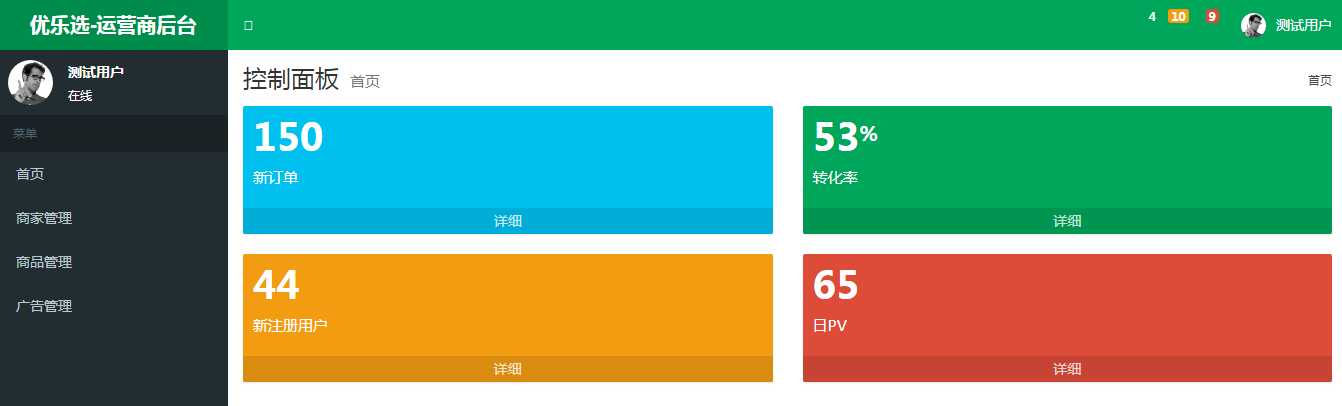 优乐选-运营商后台
4 10 9 测试用户
测试用户
在线
菜单
首页
商家管理
商品管理
广告管理
控制面板 首页
首页
150
新订单
详细
53%
转化率
详细
44
新注册用户
详细
65
日PV
详细